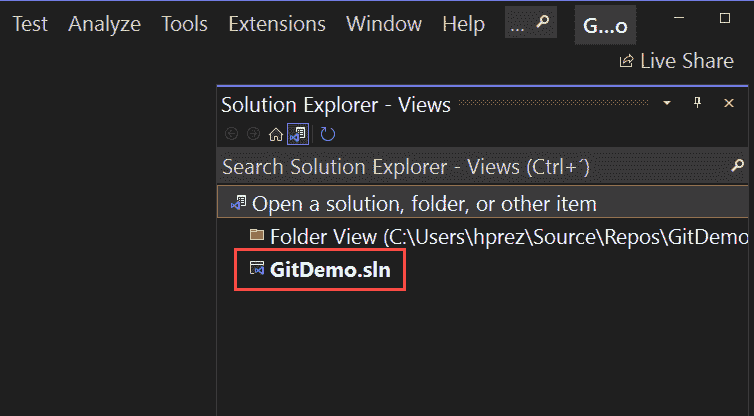 Test Analyze Tools Extensions Window Help ... G...o
Live Share
Solution Explorer - Views
Search Solution Explorer - Views (Ctrl+´)
Open a solution, folder, or other item
Folder View (C:\Users\hprez\Source\Repos\GitDemo
GitDemo.sln